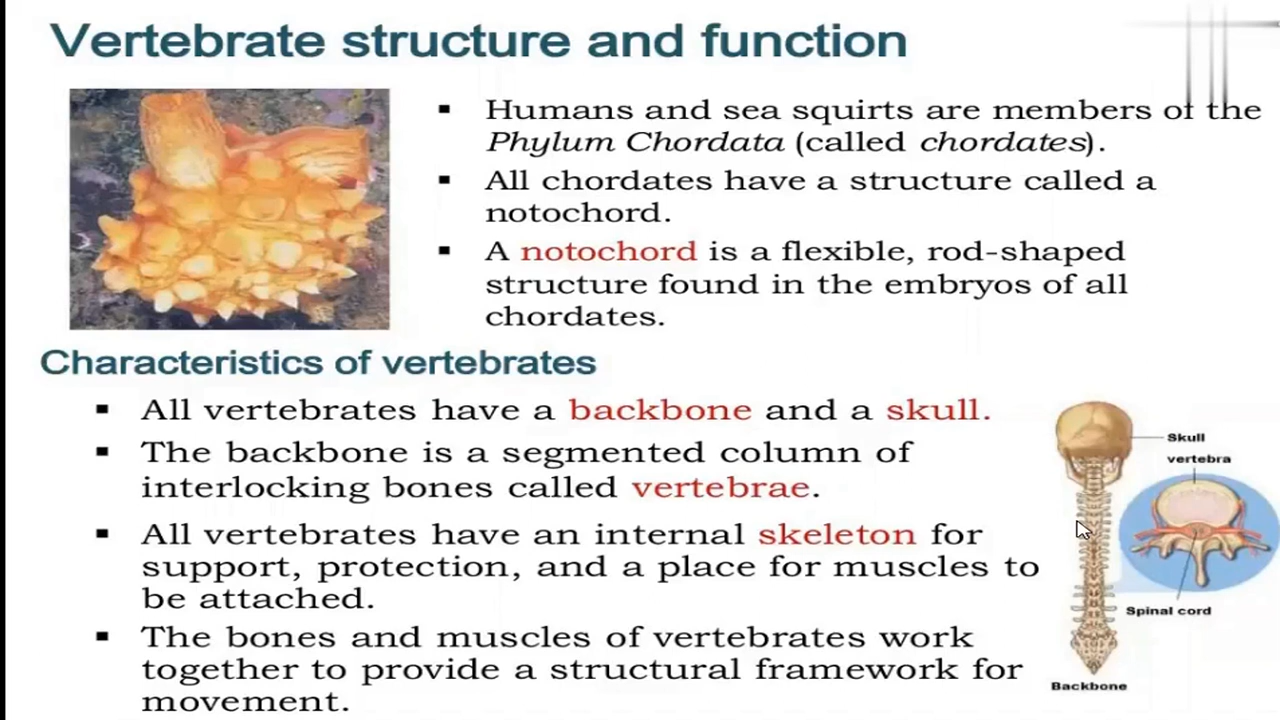 Vertebrate structure and function
▪ Humans and sea squirts are members of the
Phylum Chordata (called chordates).
▪ All chordates have a structure called a
notochord.
▪ A notochord is a flexible, rod-shaped
structure found in the embryos of all
chordates.
Characteristics of vertebrates
▪ All vertebrates have a backbone and a skull.
▪ The backbone is a segmented column of
interlocking bones called vertebrae.
▪ All vertebrates have an internal skeleton for
support, protection, and a place for muscles to
be attached.
▪ The bones and muscles of vertebrates work
together to provide a structural framework for
movement.
Skull
vertebra
Spinal cord
Backbone